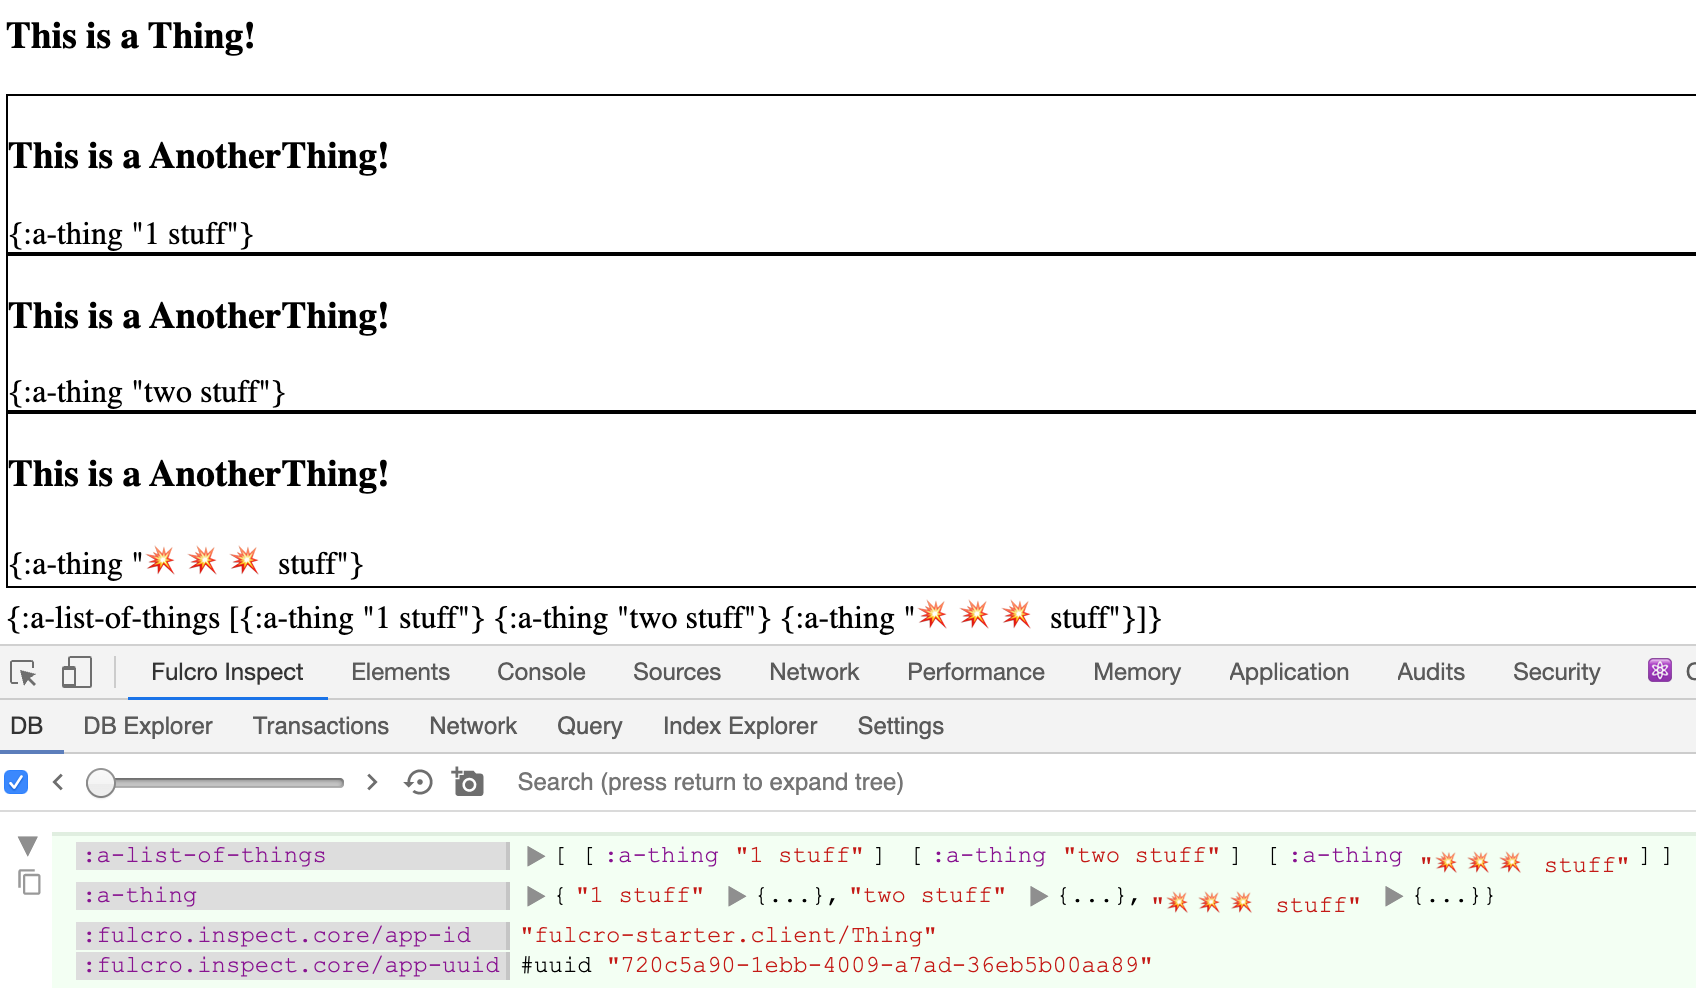 This is a Thing!
This is a AnotherThing!
{:a-thing "1 stuff"}
This is a AnotherThing!
{:a-thing "two stuff"}
This is a AnotherThing!
{:a-thing "💥💥💥 stuff"}
{:a-list-of-things [{:a-thing "1 stuff"} {:a-thing "two stuff"} {:a-thing "💥💥💥 stuff"}]}
Fulcro Inspect Elements Console Sources Network Performance Memory Application Audits Security
DB DB Explorer Transactions Network Query Index Explorer Settings
Search (press return to expand tree)
:a-list-of-things ▶ [ [ :a-thing "1 stuff" ] [ :a-thing "two stuff" ] [ :a-thing "💥💥💥 stuff" ] ]
:a-thing ▶ { "1 stuff" ▶ {...}, "two stuff" ▶ {...}, "💥💥💥 stuff" ▶ {...}}
:fulcro.inspect.core/app-id "fulcro-starter.client/Thing"
:fulcro.inspect.core/app-uuid #uuid "720c5a90-1ebb-4009-a7ad-36eb5b00aa89"